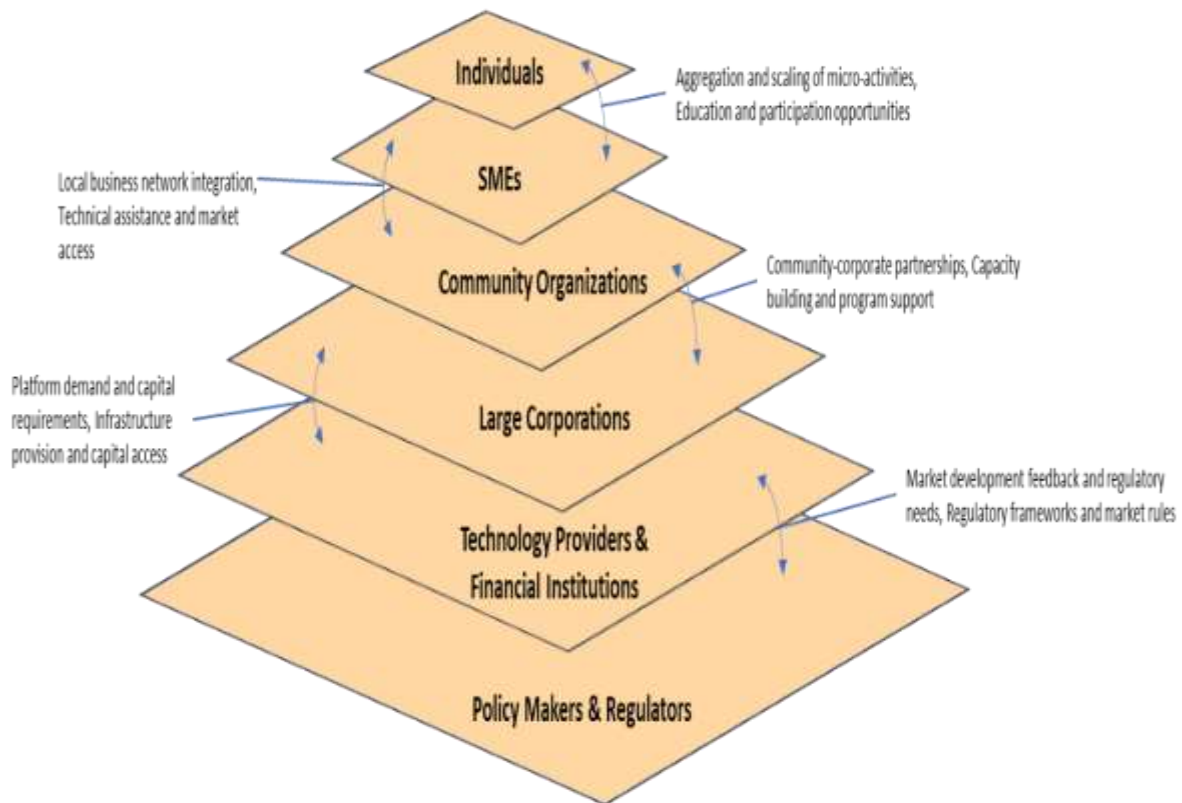 Individuals
Aggregation and scaling of micro-activities,
Education and participation opportunities
SMEs
Local business network integration,
Technical assistance and market
access
Community Organizations
Community-corporate partnerships, Capacity
building and program support
Large Corporations
Platform demand and capital
requirements, Infrastructure
provision and capital access
Market development feedback and regulatory
needs, Regulatory frameworks and market rules
Technology Providers &
Financial Institutions
Policy Makers & Regulators